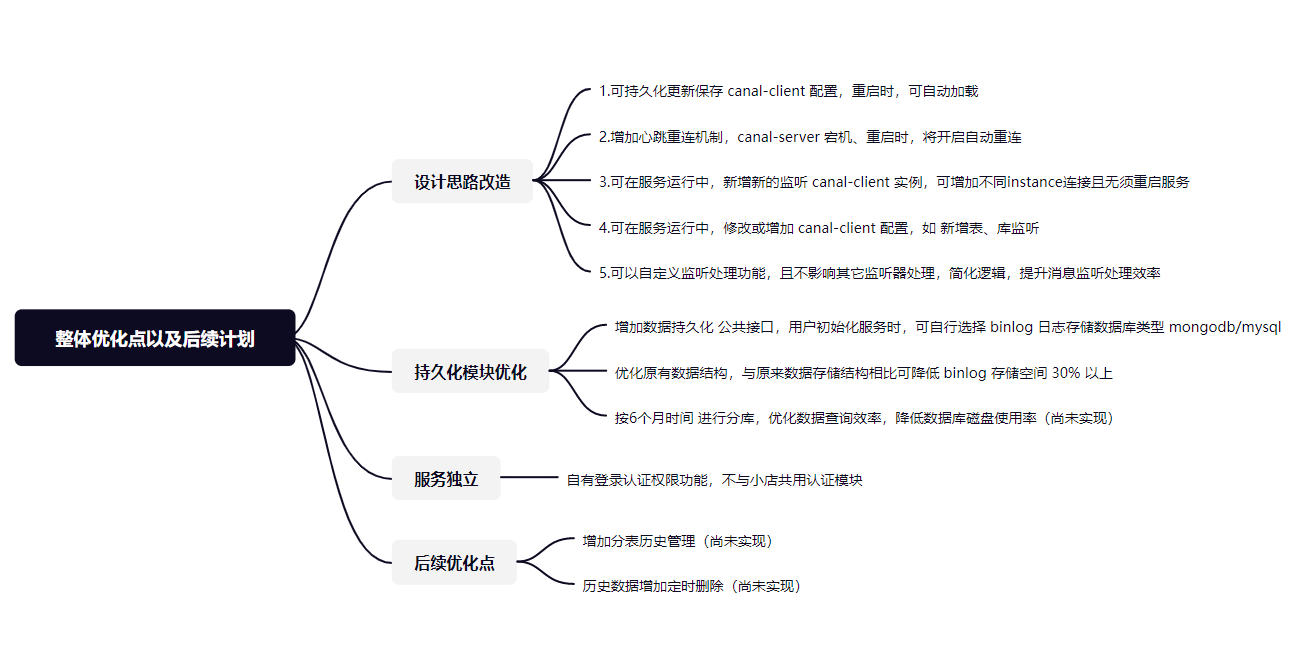 整体优化点以及后续计划
设计思路改造
1.可持久化更新保存 canal-client 配置，重启时，可自动加载
2.增加心跳重连机制，canal-server 宕机、重启时，将开启自动重连
3.可在服务运行中，新增新的监听 canal-client 实例，可增加不同instance连接且无须重启服务
4.可在服务运行中，修改或增加 canal-client 配置，如 新增表、库监听
5.可以自定义监听处理功能，且不影响其它监听器处理，简化逻辑，提升消息监听处理效率
持久化模块优化
增加数据持久化 公共接口，用户初始化服务时，可自行选择 binlog 日志存储数据库类型 mongodb/mysql
优化原有数据结构，与原来数据存储结构相比可降低 binlog 存储空间 30% 以上
按6个月时间 进行分库，优化数据查询效率，降低数据库磁盘使用率（尚未实现）
服务独立
自有登录认证权限功能，不与小店共用认证模块
后续优化点
增加分表历史管理（尚未实现）
历史数据增加定时删除（尚未实现）